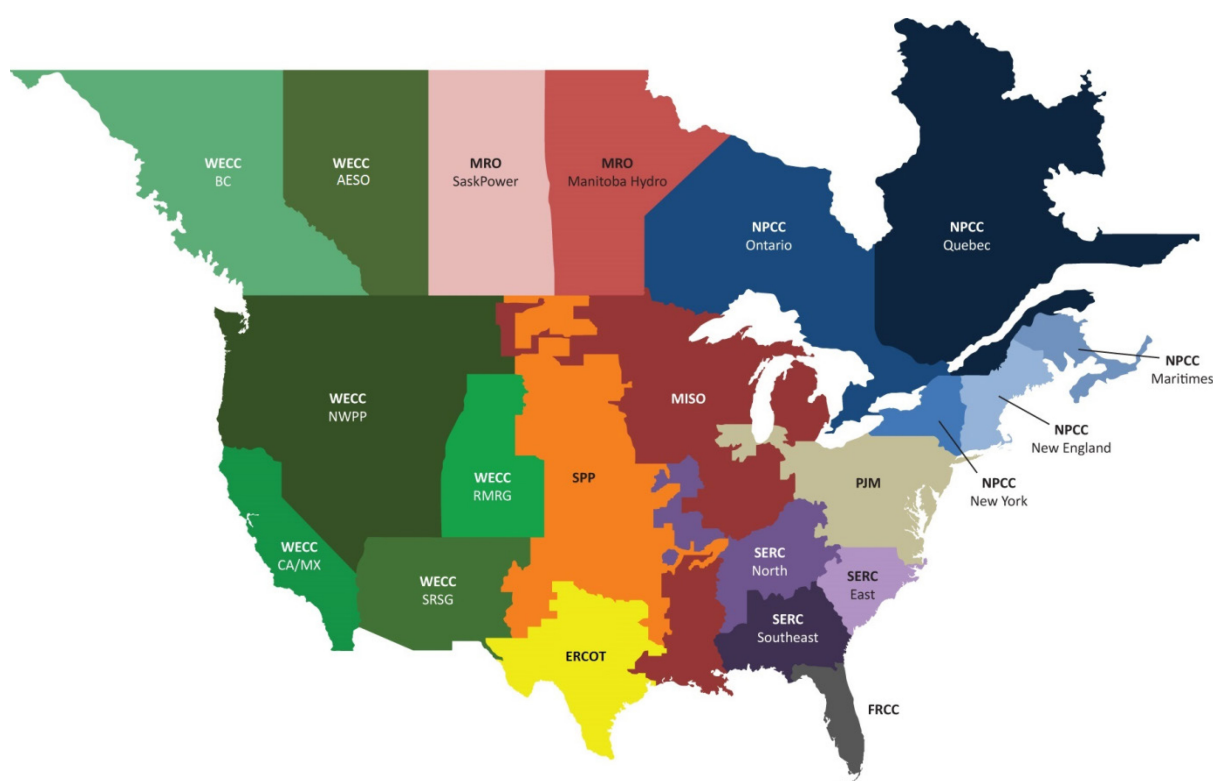 WECC
BC
WECC
AESO
MRO
SaskPower
MRO
Manitoba Hydro
NPCC
Ontario
NPCC
Quebec
NPCC
Maritimes
WECC
NWPP
MISO
NPCC
New England
WECC
RMRG
SPP
PJM
NPCC
New York
WECC
CA/MX
WECC
SRSG
SERC
North
SERC
East
SERC
Southeast
ERCOT
FRCC